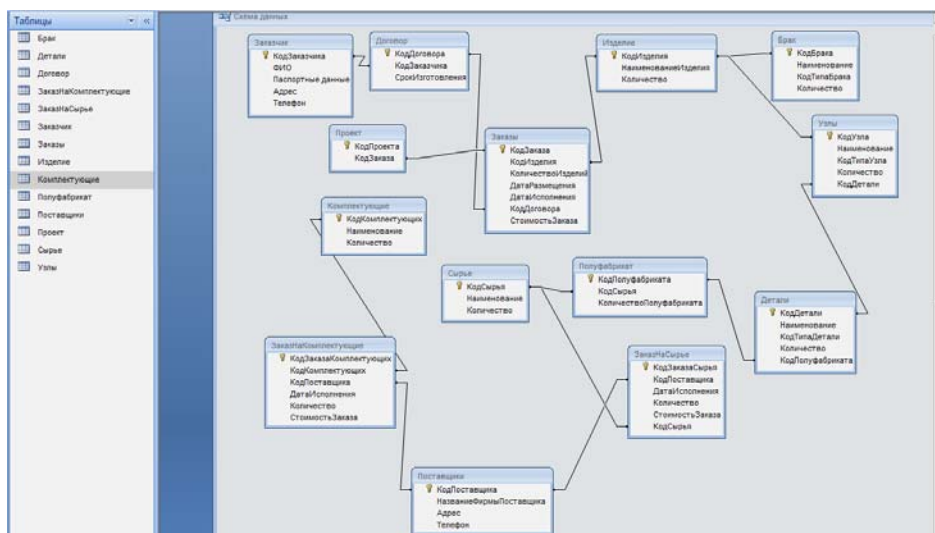 Таблицы
Брак
Детали
Договор
ЗаказНаКомплектующие
ЗаказНаСырье
Заказчик
Заказы
Изделие
Комплектующие
Полуфабрикат
Поставщики
Проект
Сырье
Узлы
Схема данных
Заказчик
КодЗаказчика
ФИО
Паспортные данные
Адрес
Телефон
Договор
КодДоговора
КодЗаказчика
СрокИзготовления
Изделие
КодИзделия
НаименованиеИзделия
Количество
Брак
КодБрака
Наименование
КодТипаБрака
Количество
Узлы
КодУзла
Наименование
КодТипаУзла
Количество
КодДетали
Проект
КодПроекта
КодЗаказа
Заказы
КодЗаказа
КодИзделия
КоличествоИзделий
ДатаРазмещения
ДатаИсполнения
КодДоговора
СтоимостьЗаказа
Комплектующие
КодКомплектующих
Наименование
Количество
Сырье
КодСырья
Наименование
Количество
Полуфабрикат
КодПолуфабриката
КодСырья
КоличествоПолуфабриката
Детали
КодДетали
Наименование
КодТипаДетали
Количество
КодПолуфабриката
ЗаказНаКомплектующие
КодЗаказаКомплектующих
КодКомплектующих
КодПоставщика
ДатаИсполнения
Количество
СтоимостьЗаказа
ЗаказНаСырье
КодЗаказаСырья
КодПоставщика
ДатаИсполнения
Количество
СтоимостьЗаказа
КодСырья
Поставщики
КодПоставщика
НазваниеФирмыПоставщика
Адрес
Телефон